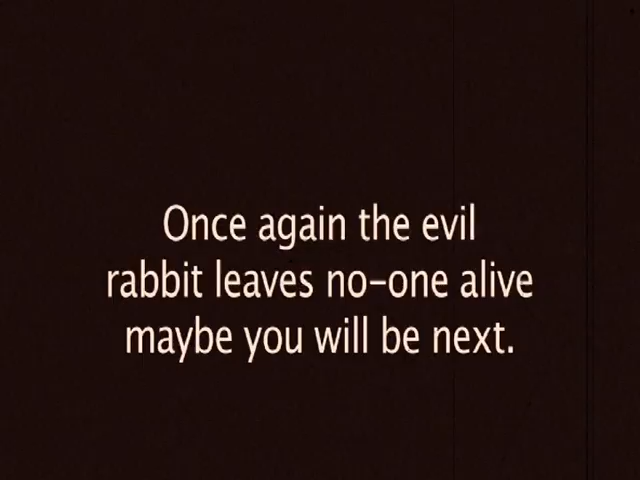 Once again the evil
rabbit leaves no-one alive
maybe you will be next.